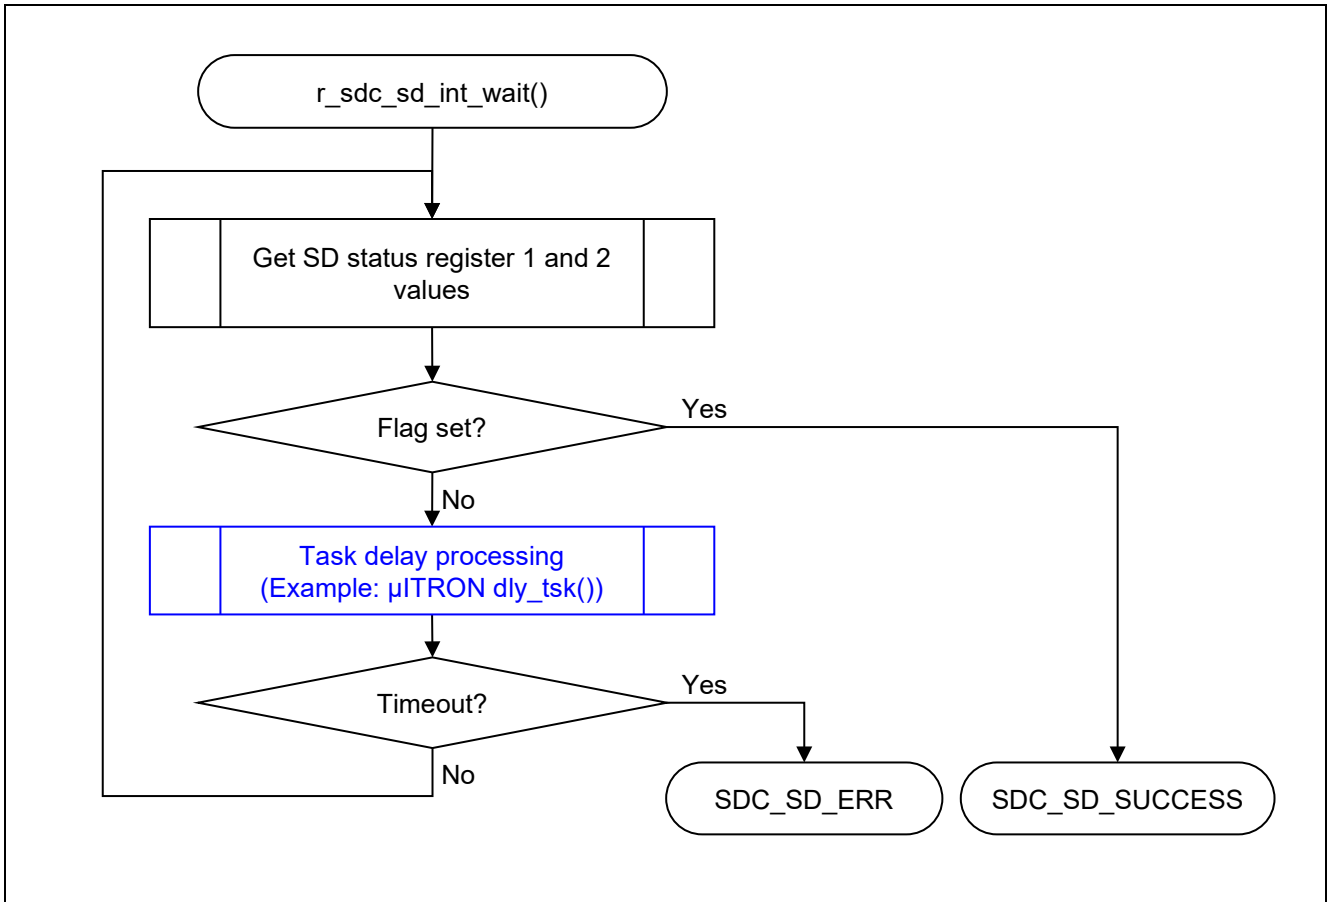 r_sdc_sd_int_wait()
Get SD status register 1 and 2
values
Flag set?
Yes
No
Task delay processing
(Example: µITRON dly_tsk())
Timeout?
Yes
No
SDC_SD_ERR
SDC_SD_SUCCESS